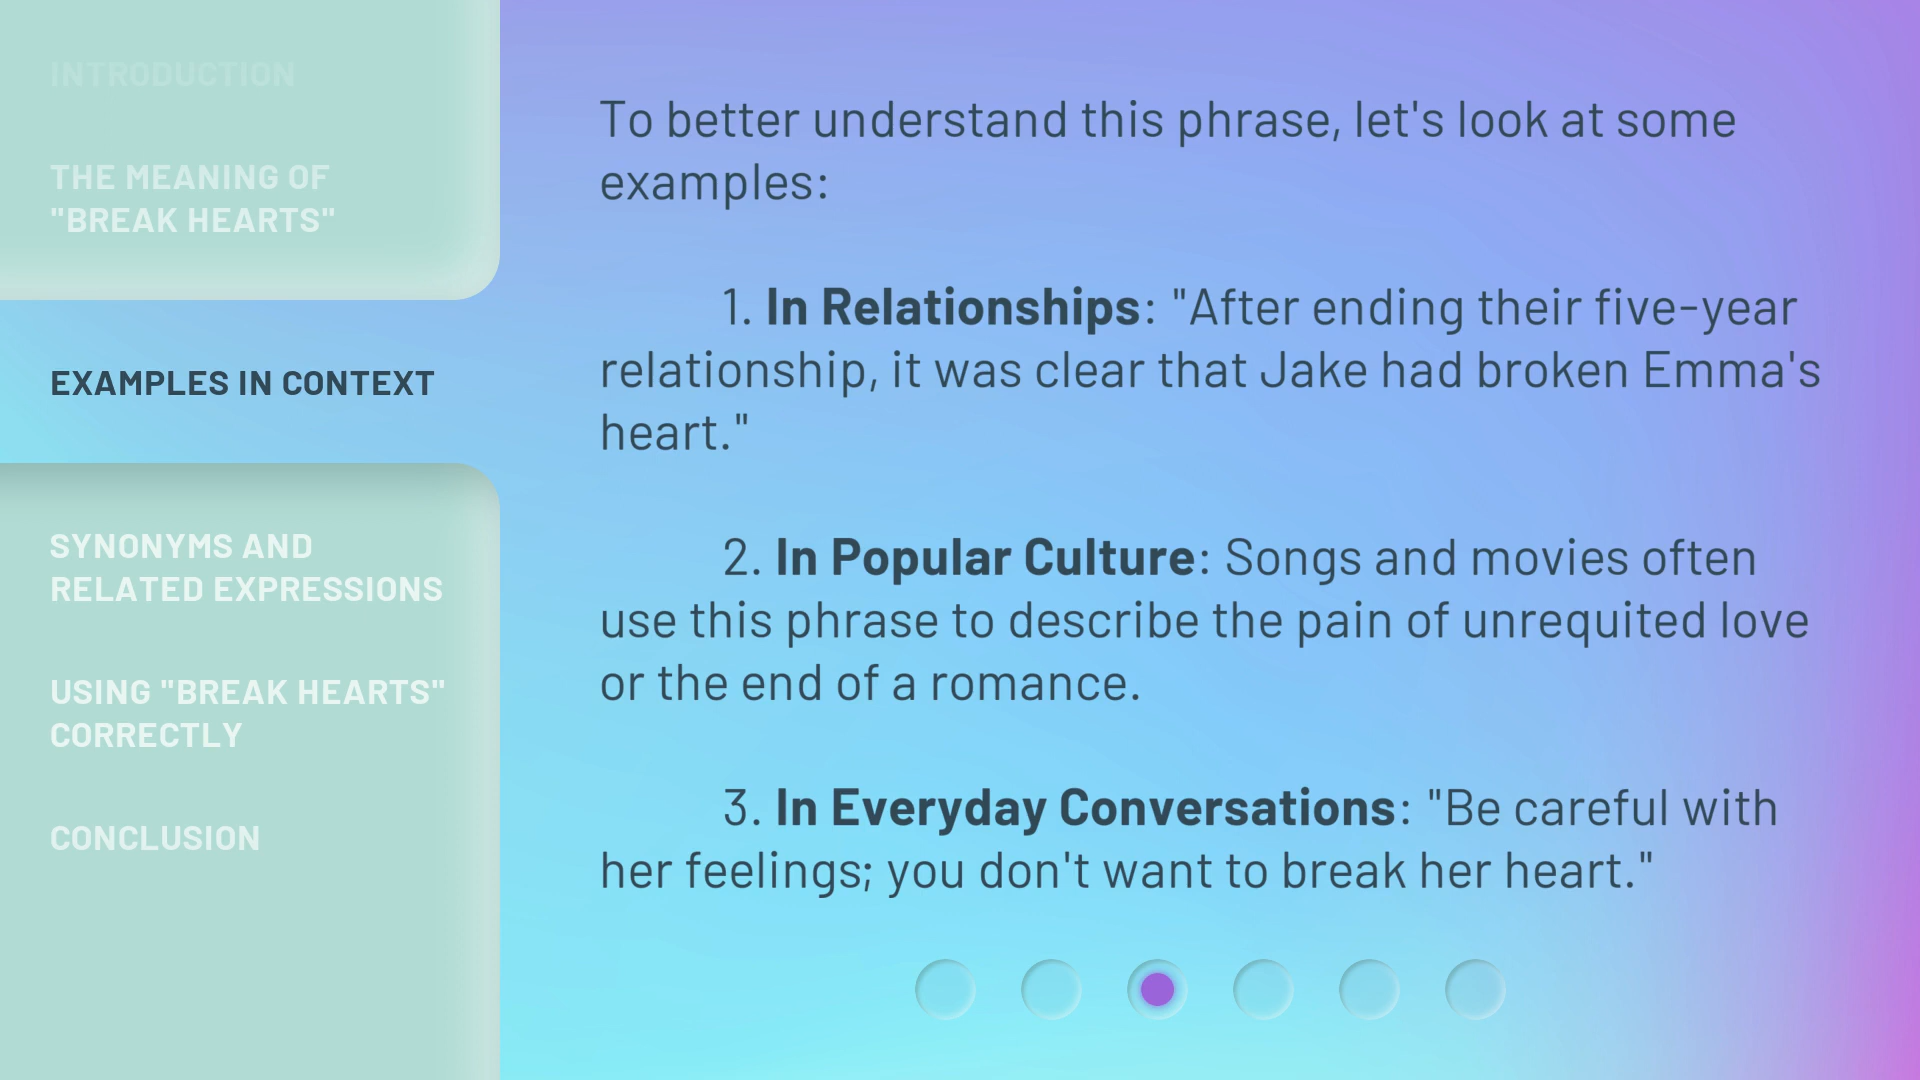 INTRODUCTION
THE MEANING OF
"BREAK HEARTS"
EXAMPLES IN CONTEXT
SYNONYMS AND
RELATED EXPRESSIONS
USING "BREAK HEARTS"
CORRECTLY
CONCLUSION
To better understand this phrase, let's look at some
examples:
1. In Relationships: "After ending their five-year
relationship, it was clear that Jake had broken Emma's
heart."
2. In Popular Culture: Songs and movies often
use this phrase to describe the pain of unrequited love
or the end of a romance.
3. In Everyday Conversations: "Be careful with
her feelings; you don't want to break her heart."